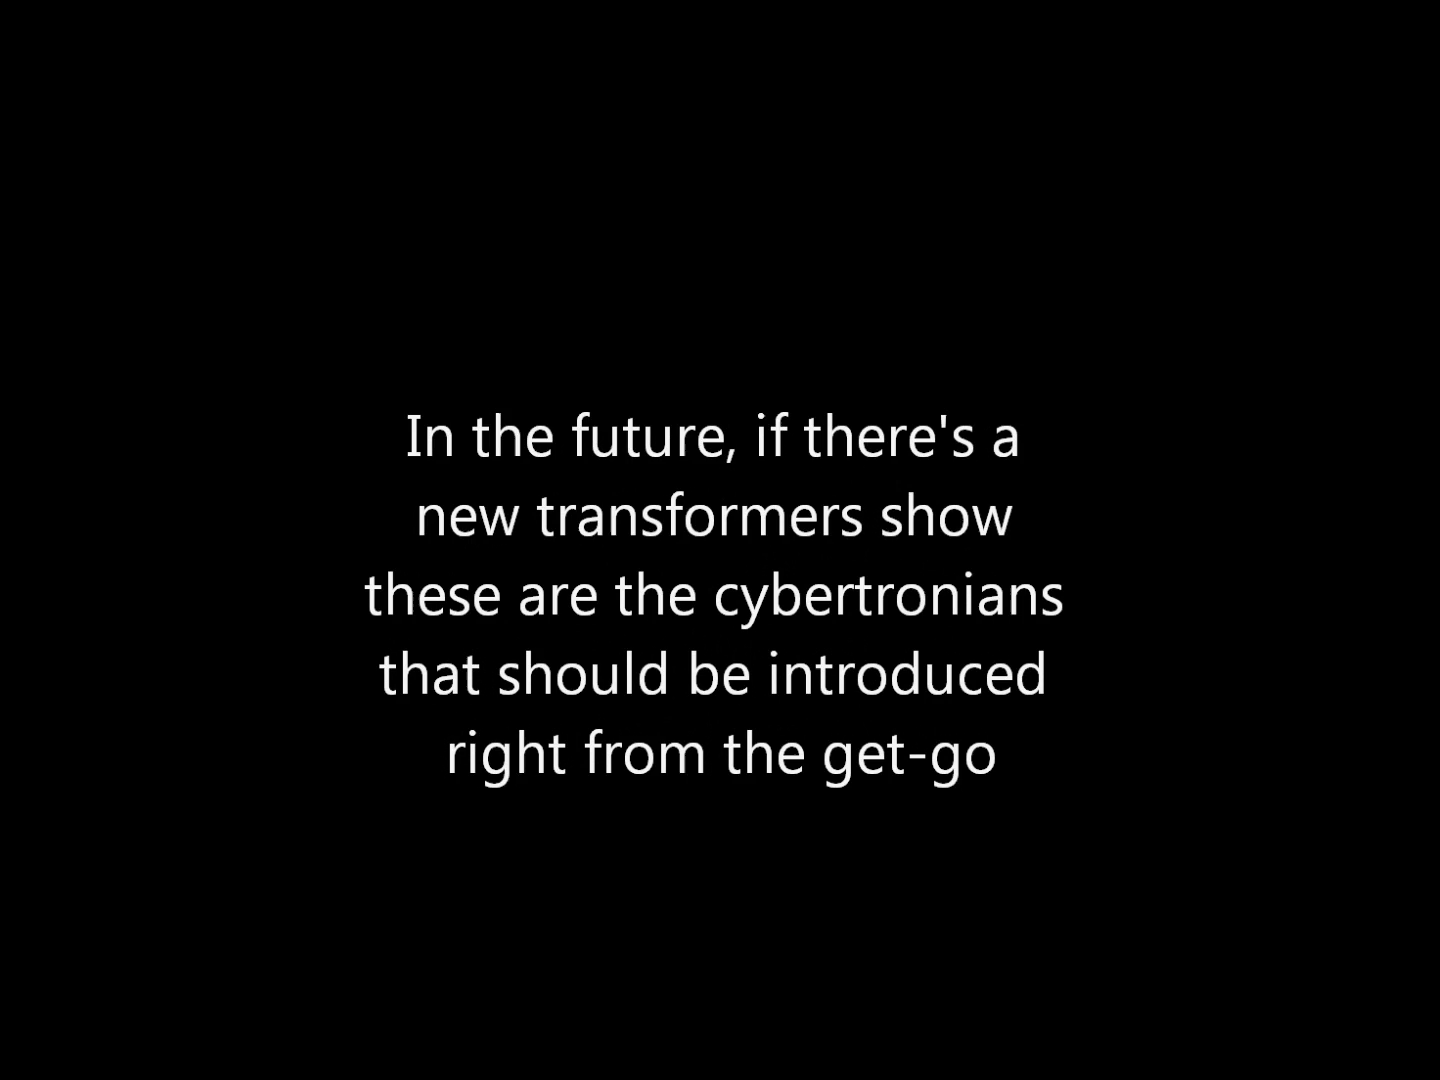 In the future, if there's a
new transformers show
these are the cybertronians
that should be introduced
right from the get-go